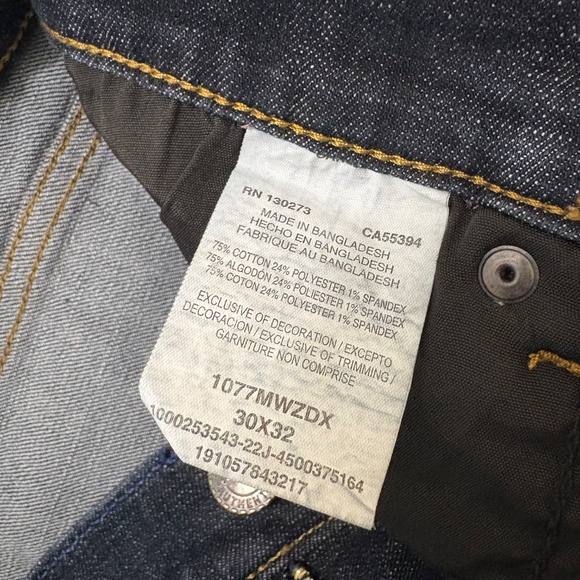 RN 130273 CA55394
MADE IN BANGLADESH
HECHO EN BANGLADESH
FABRIQUE AU BANGLADESH
75% COTTON 24% POLYESTER 1% SPANDEX
75% ALGODÓN 24% POLIESTER 1% SPANDEX
75% COTON 24% POLYESTER 1% SPANDEX
EXCLUSIVE OF DECORATION / EXCEPTO
DECORACION / EXCLUSIVE OF TRIMMING /
GARNITURE NON COMPRISE
1077MWZDX
30X32
1000253543-22J-4500375164
191057843217
AUTHENTI